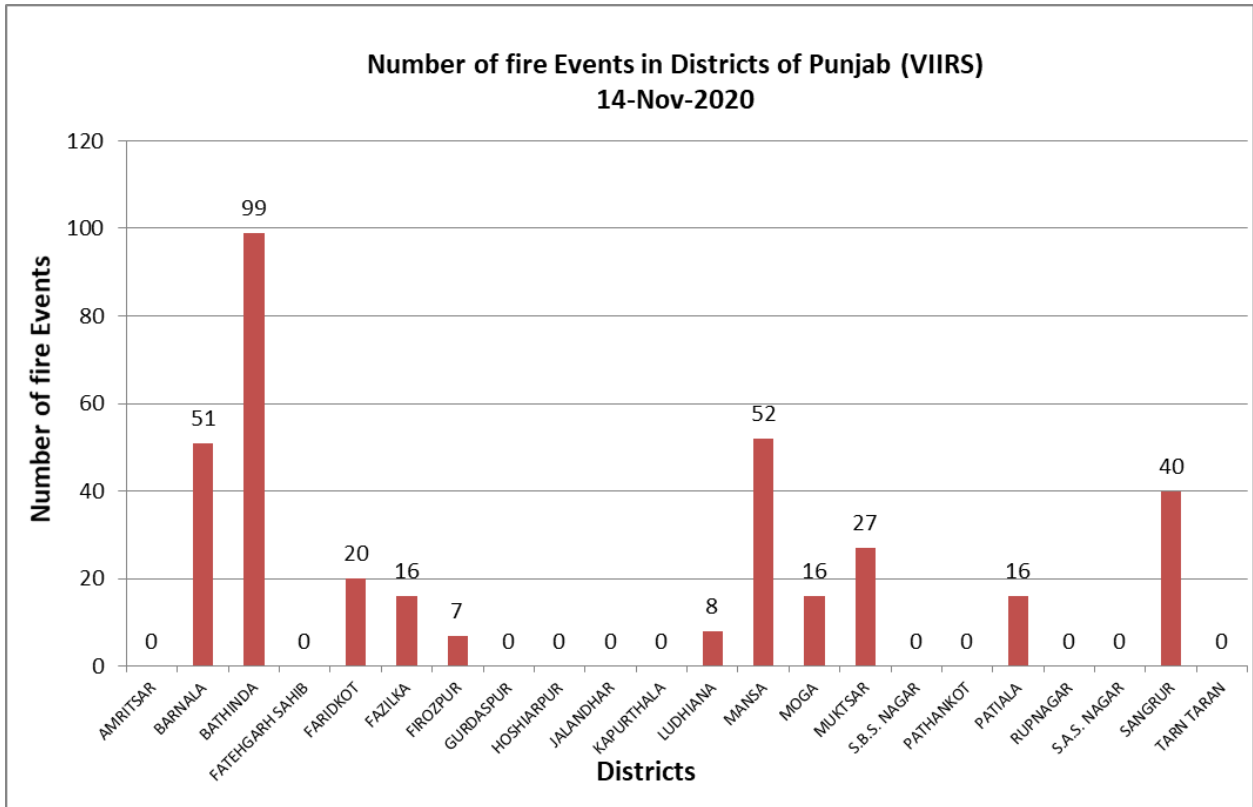 Number of fire Events in Districts of Punjab (VIIRS)
14-Nov-2020
Number of fire Events
120
100
80
60
40
20
0
0
51
99
0
20
16
7
0
0
0
0
8
52
16
27
0
0
16
0
0
40
0
AMRITSAR
BARNALA
BATHINDA
FATEHGARH SAHIB
FARIDKOT
FAZILKA
FIROZPUR
GURDASPUR
HOSHIARPUR
JALANDHAR
KAPURTHALA
LUDHIANA
MANSA
MOGA
MUKTSAR
S.B.S. NAGAR
PATHANKOT
PATIALA
RUPNAGAR
S.A.S. NAGAR
SANGRUR
TARN TARAN
Districts